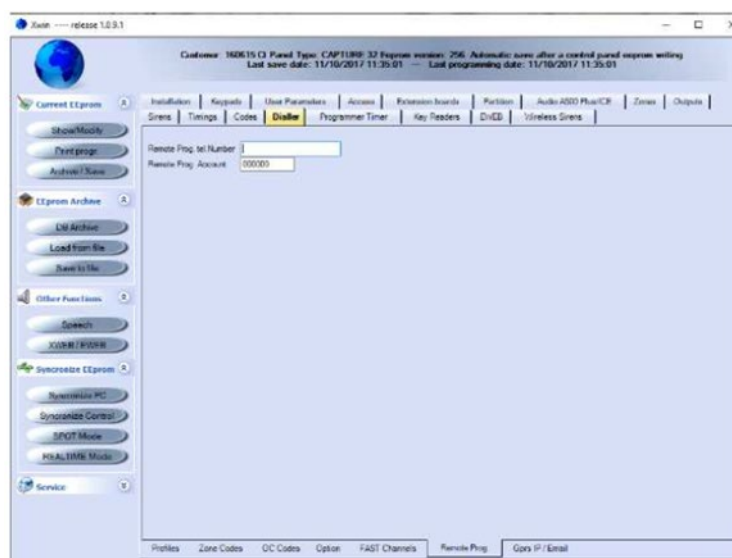 Xwin ---- release 1.0.9.1
Customer: 160615 CI Panel Type: CAPTURE 32 Eeprom version: 256 Automatic save after a control panel eeprom writing
Last save date: 11/10/2017 11:35:01 --- Last programming date: 11/10/2017 11:35:01
Current EEprom
Show/Modify
Print progr.
Archive / Save
EEprom Archive
DB Archive
Load from file
Save to file
Other Functions
Speech
XWEB / EWEB
Syncronize EEprom
Syncronize PC
Syncronize Control
SPOT Mode
REALTIME Mode
Service
Installation Keypads User Parameters Access Extension boards Partition Audio A600 Plus/ICE Zones Outputs
Sirens Timings Codes Dialler Programmer Timer Key Readers DWEB Wireless Sirens
Remote Prog. tel.Number
Remote Prog. Account 000000
Profiles Zone Codes GC Codes Option FAST Channels Remote Prog. Gprs IP / Email